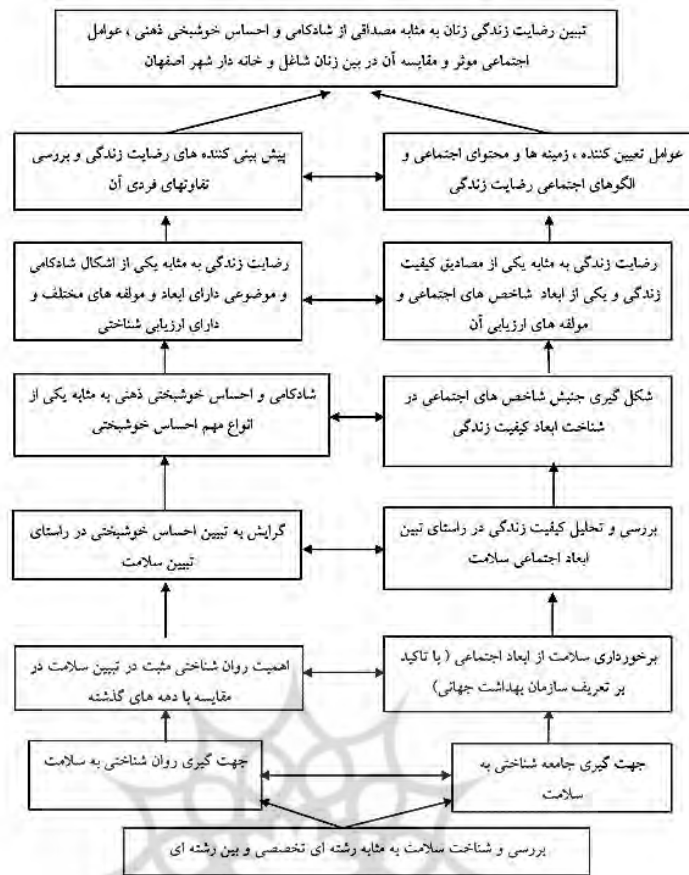 تبیین رضایت زندگی زنان به مثابه مصداقی از شادکامی و احساس خوشبختی ذهنی ، عوامل
اجتماعی موثر و مقایسه آن در بین زنان شاغل و خانه دار شهر اصفهان
عوامل تعیین کننده ، زمینه ها و محتوای اجتماعی و
الگوهای اجتماعی رضایت زندگی
پیش بینی کننده های رضایت زندگی و بررسی
تفاوتهای فردی آن
رضایت زندگی به مثابه یکی از مصادیق کیفیت
زندگی و یکی از ابعاد شاخص های اجتماعی و
مولفه های ارزیابی آن
رضایت زندگی به مثابه یکی از اشکال شادکامی
و موضوعی دارای ابعاد و مولفه های مختلف و
دارای ارزیابی شناختی
شکل گیری جنبش شاخص های اجتماعی در
شناخت ابعاد کیفیت زندگی
شادکامی و احساس خوشبختی ذهنی به مثابه یکی از
انواع مهم احساس خوشبختی
بررسی و تحلیل کیفیت زندگی در راستای تبین
ابعاد اجتماعی سلامت
گرایش به تبیین احساس خوشبختی در راستای
تبیین سلامت
برخورداری سلامت از ابعاد اجتماعی ( با تاکید
بر تعریف سازمان بهداشت جهانی)
اهمیت روان شناختی مثبت در تبیین سلامت در
مقایسه با دهه های گذشته
جهت گیری جامعه شناختی به
سلامت
جهت گیری روان شناختی به سلامت
بررسی و شناخت سلامت به مثابه رشته ای تخصصی و بین رشته ای